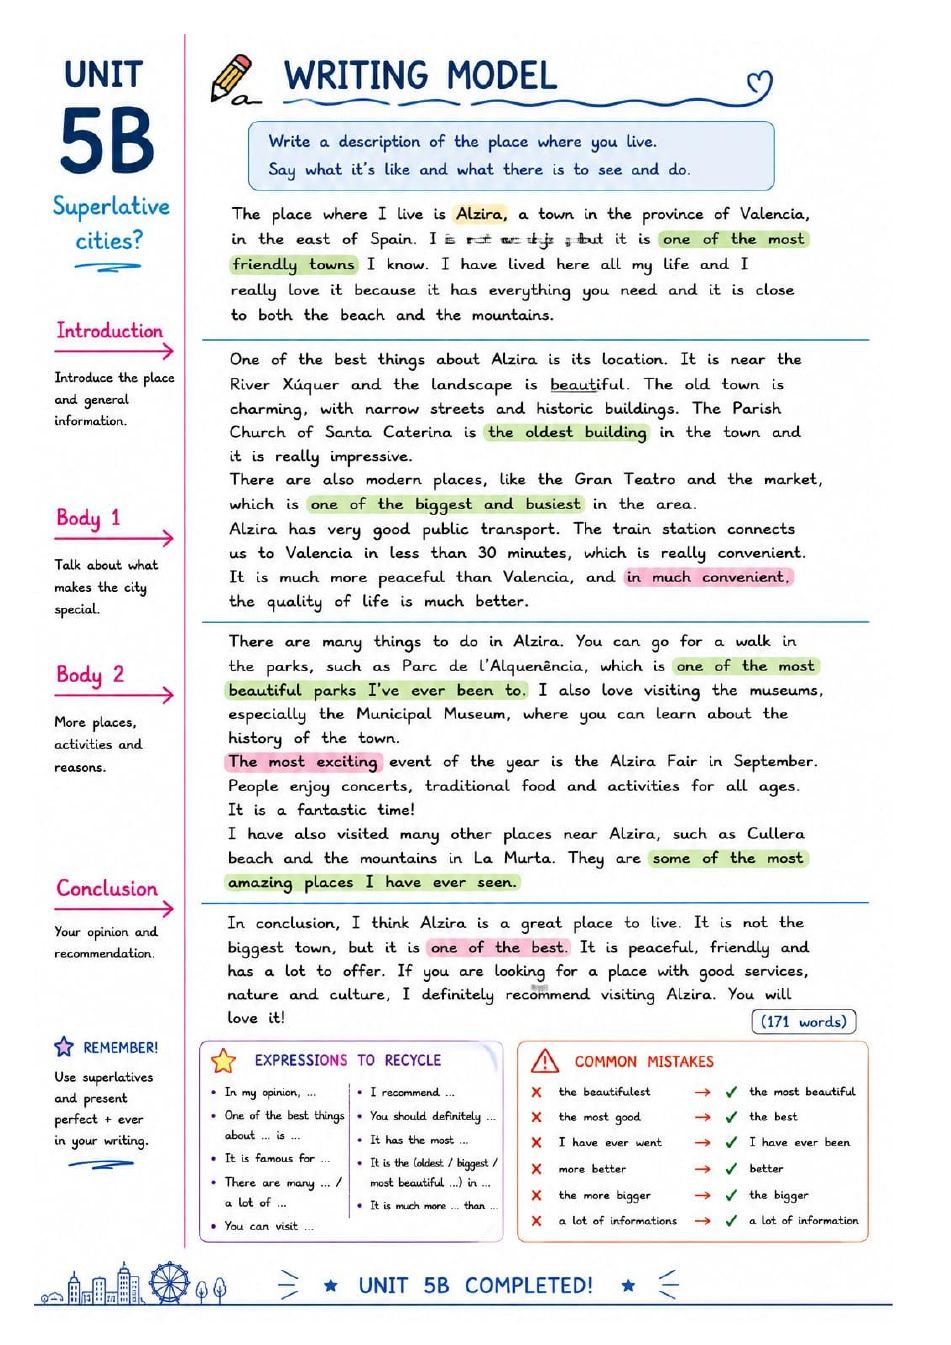 UNIT
5B
Superlative
cities?
WRITING MODEL
Write a description of the place where you live.
Say what it's like and what there is to see and do.
The place where I live is Alzira, a town in the province of Valencia,
in the east of Spain. I but it is one of the most
friendly towns I know. I have lived here all my life and I
really love it because it has everything you need and it is close
to both the beach and the mountains.
Introduction
Introduce the place
and general
information.
One of the best things about Alzira is its location. It is near the
River Xúquer and the landscape is beautiful. The old town is
charming, with narrow streets and historic buildings. The Parish
Church of Santa Caterina is the oldest building in the town and
it is really impressive.
There are also modern places, like the Gran Teatro and the market,
which is one of the biggest and busiest in the area.
Alzira has very good public transport. The train station connects
us to Valencia in less than 30 minutes, which is really convenient.
It is much more peaceful than Valencia, and in much convenient,
the quality of life is much better.
Body 1
Talk about what
makes the city
special.
There are many things to do in Alzira. You can go for a walk in
the parks, such as Parc de l'Alquenència, which is one of the most
beautiful parks I've ever been to. I also love visiting the museums,
especially the Municipal Museum, where you can learn about the
history of the town.
The most exciting event of the year is the Alzira Fair in September.
People enjoy concerts, traditional food and activities for all ages.
It is a fantastic time!
I have also visited many other places near Alzira, such as Cullera
beach and the mountains in La Murta. They are some of the most
amazing places I have ever seen.
Body 2
More places,
activities and
reasons.
In conclusion, I think Alzira is a great place to live. It is not the
biggest town, but it is one of the best. It is peaceful, friendly and
has a lot to offer. If you are looking for a place with good services,
nature and culture, I definitely recommend visiting Alzira. You will
love it!
(171 words)
Conclusion
Your opinion and
recommendation.
REMEMBER!
Use superlatives
and present
perfect + ever
in your writing.
EXPRESSIONS TO RECYCLE
• In my opinion, ...
• One of the best things
about ... is ...
• It is famous for ...
• There are many ... /
a lot of ...
• You can visit ...
• I recommend ...
• You should definitely ...
• It has the most ...
• It is the (oldest / biggest /
most beautiful ...) in ...
• It is much more ... than ...
COMMON MISTAKES
✗ the beautifulest → ✓ the most beautiful
✗ the most good → ✓ the best
✗ I have ever went → ✓ I have ever been
✗ more better → ✓ better
✗ the more bigger → ✓ the bigger
✗ a lot of informations → ✓ a lot of information
UNIT 5B COMPLETED!